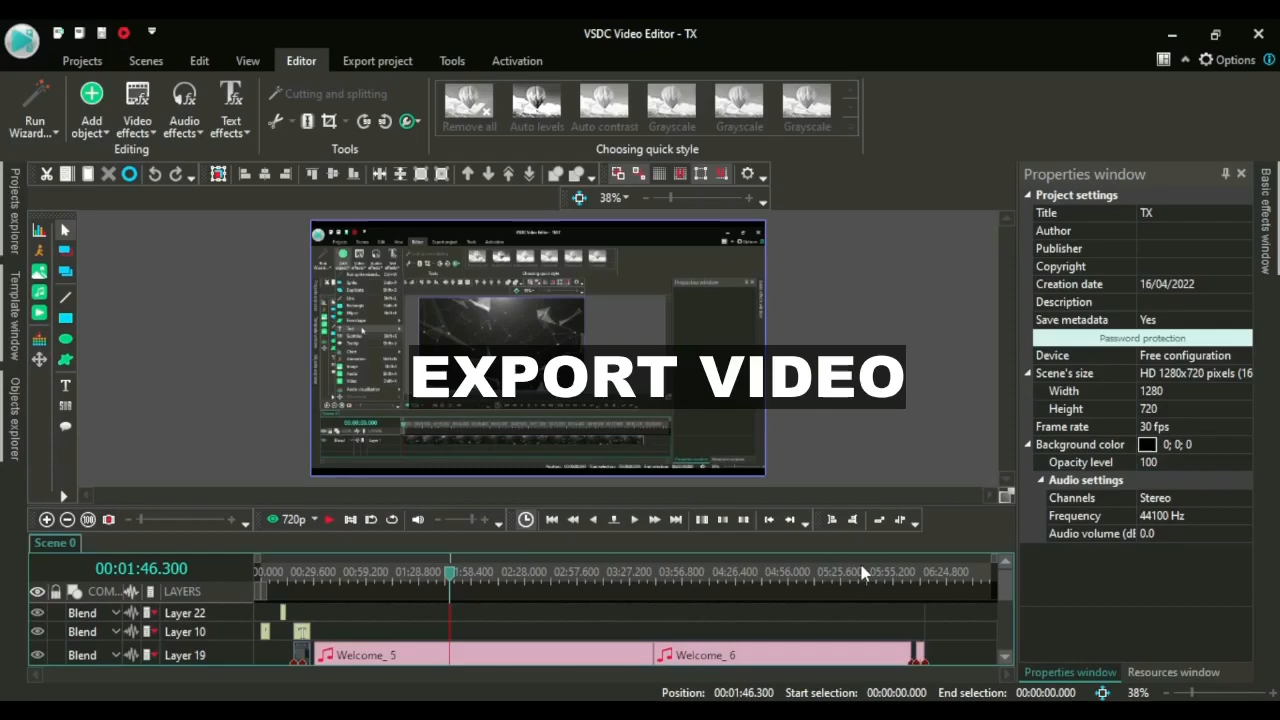 VSDC Video Editor - TX
Projects
Scenes
Edit
View
Editor
Export project
Tools
Activation
Options
Run
Wizard...
Add
object
Video
effects
Audio
effects
Text
effects
Editing
Cutting and splitting
Tools
Remove all
Auto levels
Auto contrast
Grayscale
Grayscale
Grayscale
Choosing quick style
38%
Projects explorer
Template window
Objects explorer
EXPORT VIDEO
Properties window
Project settings
Title TX
Author
Publisher
Copyright
Creation date 16/04/2022
Description
Save metadata Yes
Password protection
Device Free configuration
Scene's size HD 1280x720 pixels (16
Width 1280
Height 720
Frame rate 30 fps
Background color 0; 0; 0
Opacity level 100
Audio settings
Channels Stereo
Frequency 44100 Hz
Audio volume (dB 0.0
Basic effects window
720p
Scene 0
00:01:46.300
0:000 00:29.600 00:59.200 01:28.800 01:58.400 02:28.000 02:57.600 03:27.200 03:56.800 04:26.400 04:56.000 05:25.600 05:55.200 06:24.800
COM...
LAYERS
Blend Layer 22
Blend Layer 10
Blend Layer 19
Welcome_ 5
Welcome_ 6
Properties window
Resources window
Position: 00:01:46.300 Start selection: 00:00:00.000 End selection: 00:00:00.000 38%